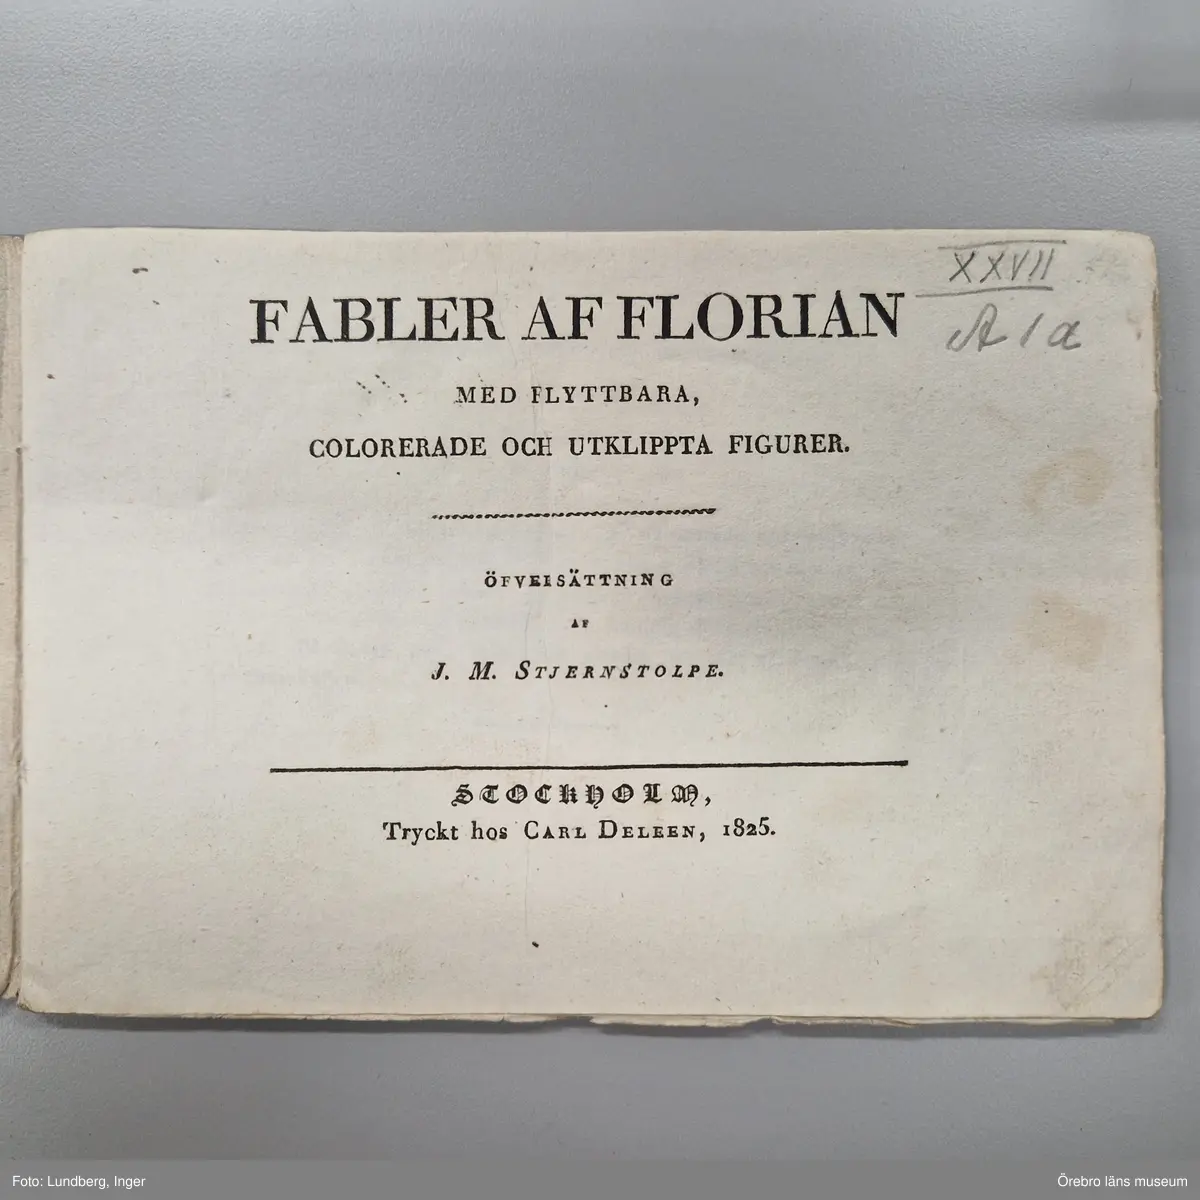 XXVII
A 1 a
FABLER AF FLORIAN
MED FLYTTBARA,
COLORERADE OCH UTKLIPPTA FIGURER.
ÖFVERSÄTTNING
AF
J. M. STJERNSTOLPE.
STOCKHOLM,
Tryckt hos CARL DELEEN, 1825.
Foto: Lundberg, Inger
Örebro läns museum